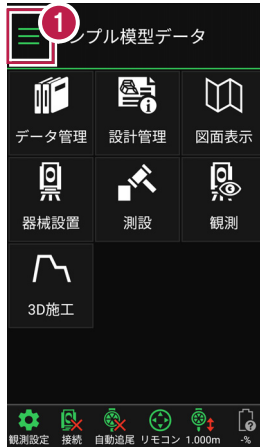 1
ンプル模型データ
データ管理 設計管理 図面表示
器械設置 測設 観測
3D施工
観測設定 接続 自動追尾 リモコン 1.000m -%